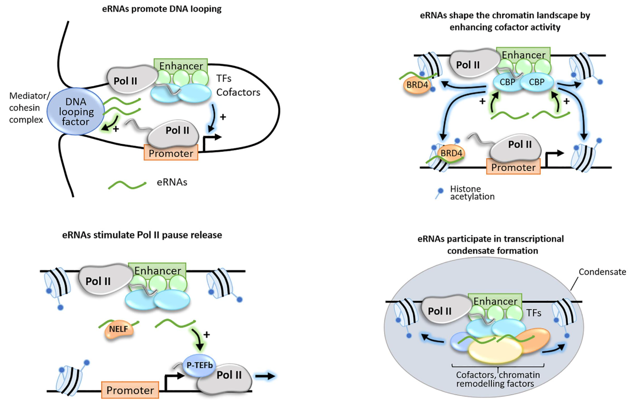 eRNAs promote DNA looping
Enhancer
Pol II
TFs
Cofactors
Mediator/
cohesin
complex
DNA
looping
factor
+
+
Pol II
Promoter
eRNAs
eRNAs shape the chromatin landscape by
enhancing cofactor activity
Enhancer
Pol II
BRD4
CBP
CBP
+
+
BRD4
Pol II
Promoter
Histone
acetylation
eRNAs stimulate Pol II pause release
Enhancer
Pol II
NELF
+
P-TEFb
Promoter
Pol II
eRNAs participate in transcriptional
condensate formation
Condensate
Enhancer
Pol II
TFs
Cofactors, chromatin
remodelling factors